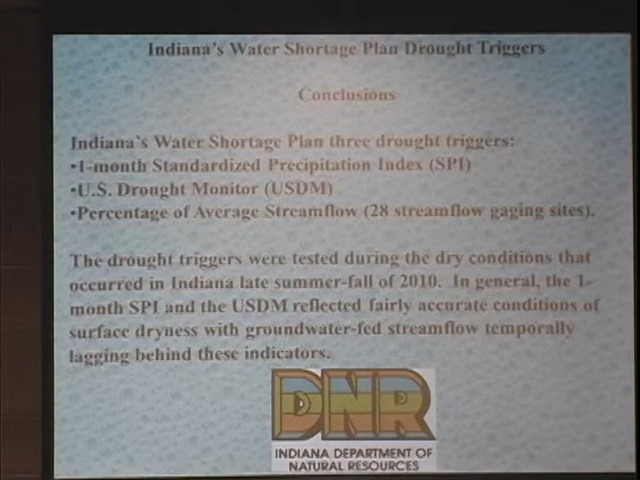 Indiana's Water Shortage Plan Drought Triggers
Conclusions
Indiana's Water Shortage Plan three drought triggers:
•1-month Standardized Precipitation Index (SPI)
•U.S. Drought Monitor (USDM)
•Percentage of Average Streamflow (28 streamflow gaging sites).
The drought triggers were tested during the dry conditions that
occurred in Indiana late summer-fall of 2010.  In general, the 1-
month SPI and the USDM reflected fairly accurate conditions of
surface dryness with groundwater-fed streamflow temporally
lagging behind these indicators.
DNR
INDIANA DEPARTMENT OF
NATURAL RESOURCES